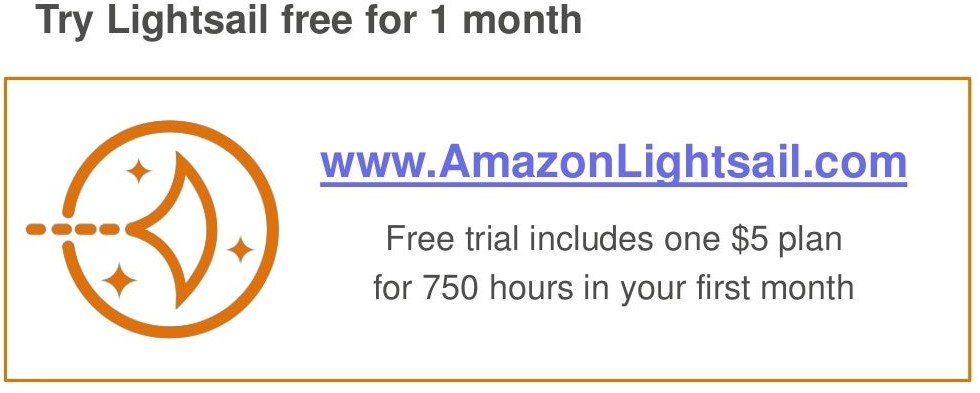 Try Lightsail free for 1 month
www.AmazonLightsail.com
Free trial includes one $5 plan
for 750 hours in your first month